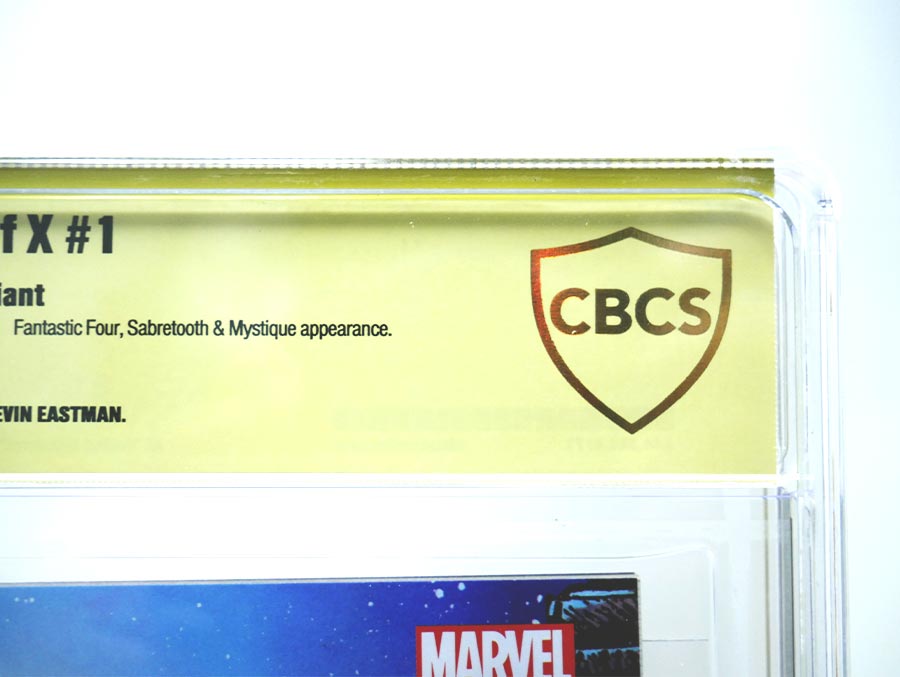 f X #1
iant
Fantastic Four, Sabretooth & Mystique appearance.
EVIN EASTMAN.
CBCS
MARVEL